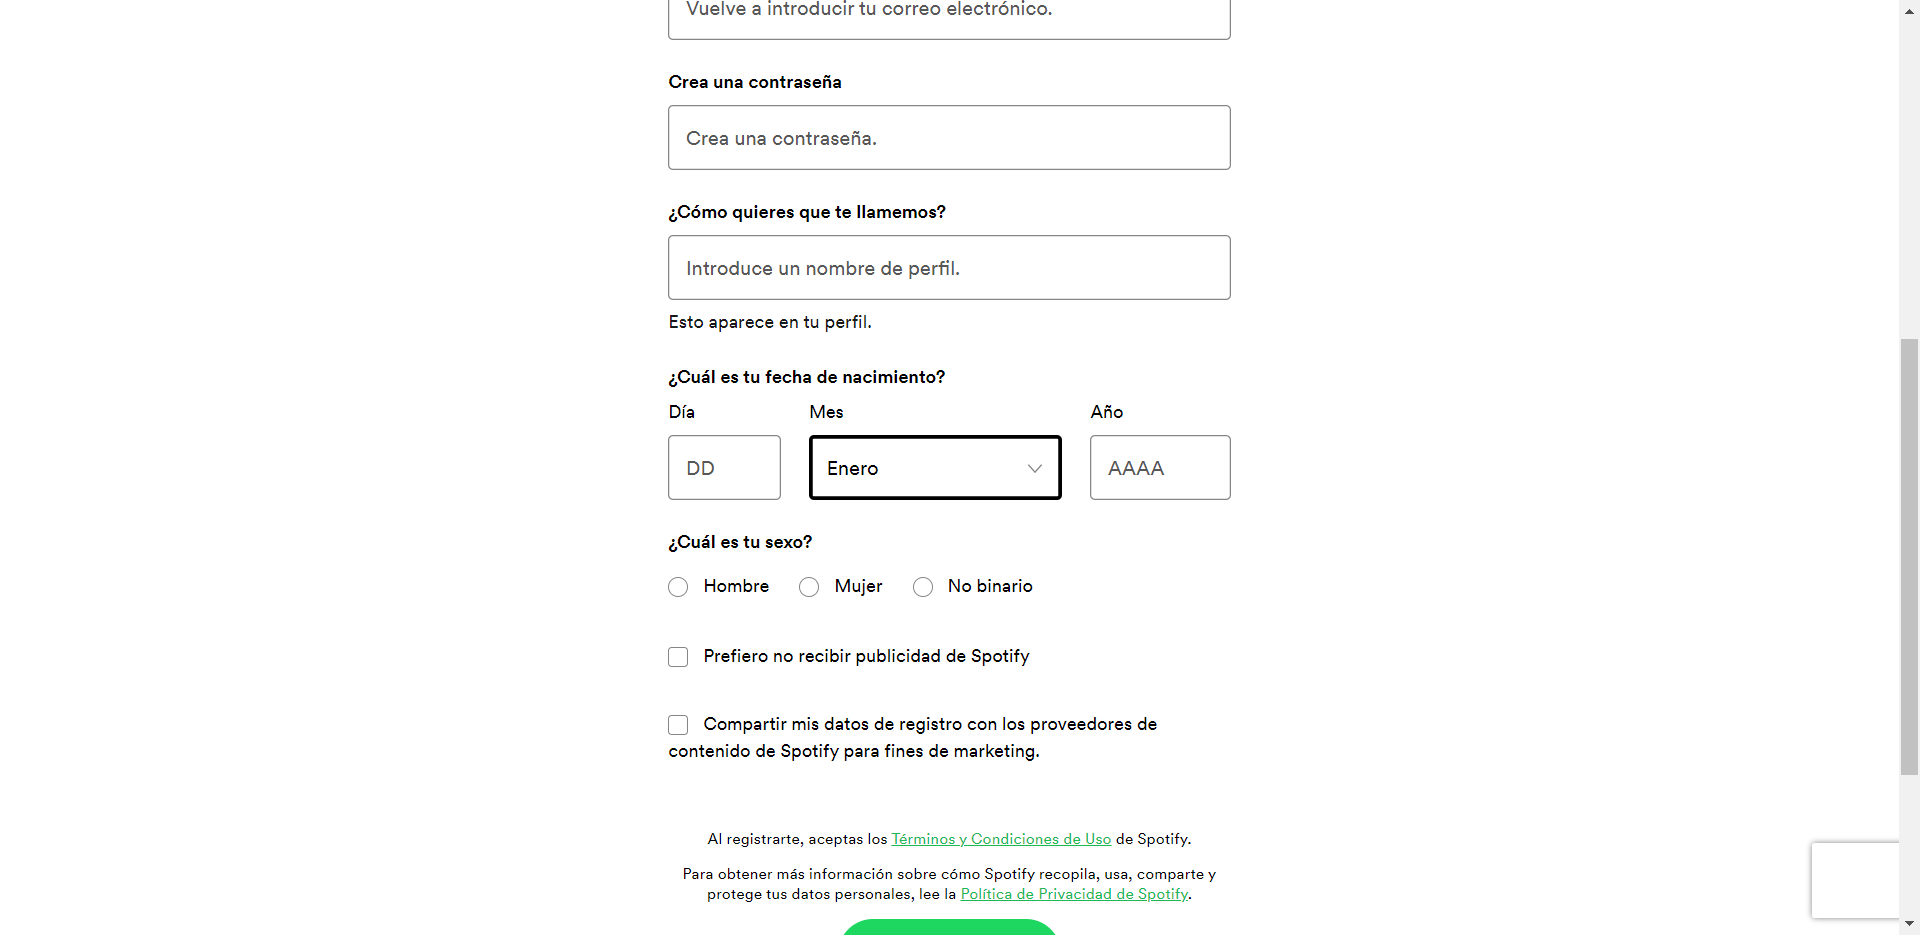 Vuelve a introducir tu correo electrónico.
Crea una contraseña
Crea una contraseña.
¿Cómo quieres que te llamemos?
Introduce un nombre de perfil.
Esto aparece en tu perfil.
¿Cuál es tu fecha de nacimiento?
Día Mes Año
DD Enero AAAA
¿Cuál es tu sexo?
Hombre Mujer No binario
Prefiero no recibir publicidad de Spotify
Compartir mis datos de registro con los proveedores de
contenido de Spotify para fines de marketing.
Al registrarte, aceptas los Términos y Condiciones de Uso de Spotify.
Para obtener más información sobre cómo Spotify recopila, usa, comparte y
protege tus datos personales, lee la Política de Privacidad de Spotify.